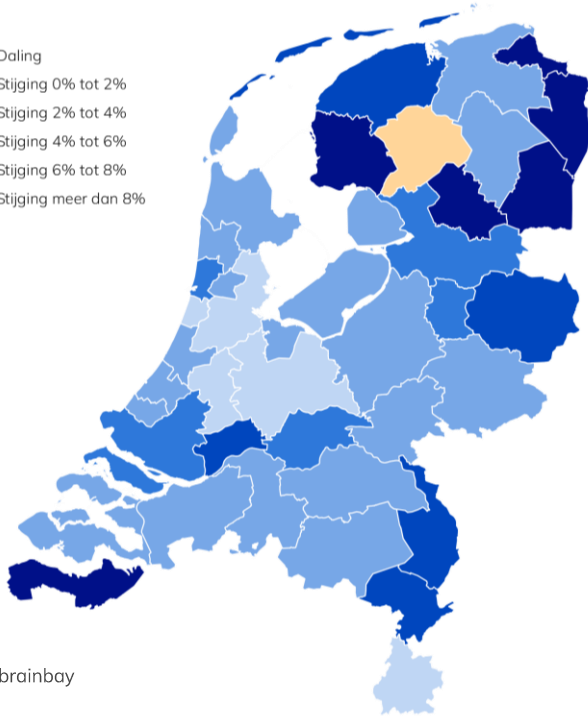 Daling
Stijging 0% tot 2%
Stijging 2% tot 4%
Stijging 4% tot 6%
Stijging 6% tot 8%
Stijging meer dan 8%
brainbay